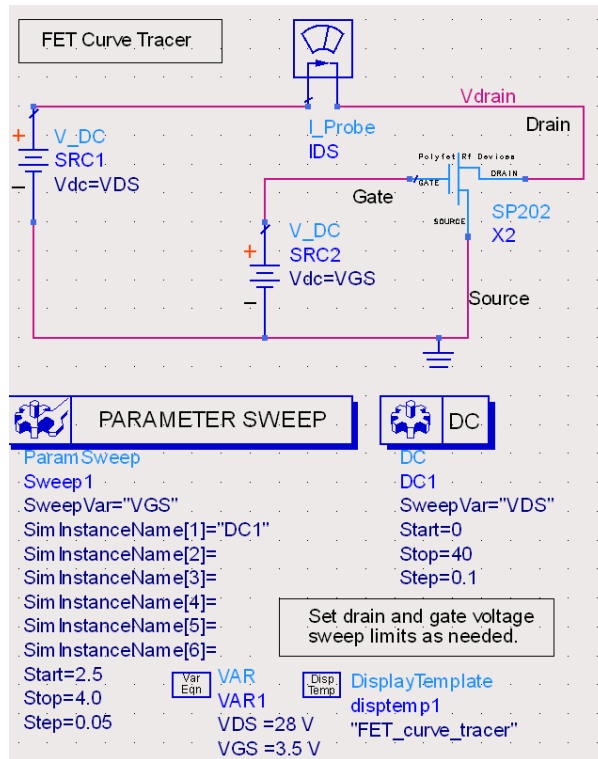 FET Curve Tracer
Vdrain
Drain
I_Probe
IDS
+
V_DC
SRC1
Vdc=VDS
Polyfet Rf Devices
DRAIN
GATE
Gate
SOURCE
SP202
X2
+
V_DC
SRC2
Vdc=VGS
Source
PARAMETER SWEEP
ParamSweep
Sweep1
SweepVar="VGS"
SimInstanceName[1]="DC1"
SimInstanceName[2]=
SimInstanceName[3]=
SimInstanceName[4]=
SimInstanceName[5]=
SimInstanceName[6]=
Start=2.5
Stop=4.0
Step=0.05
DC
DC
DC1
SweepVar="VDS"
Start=0
Stop=40
Step=0.1
Set drain and gate voltage
sweep limits as needed.
Var
Eqn
VAR
VAR1
VDS =28 V
VGS =3.5 V
Disp
Temp
DisplayTemplate
disptemp1
"FET_curve_tracer"